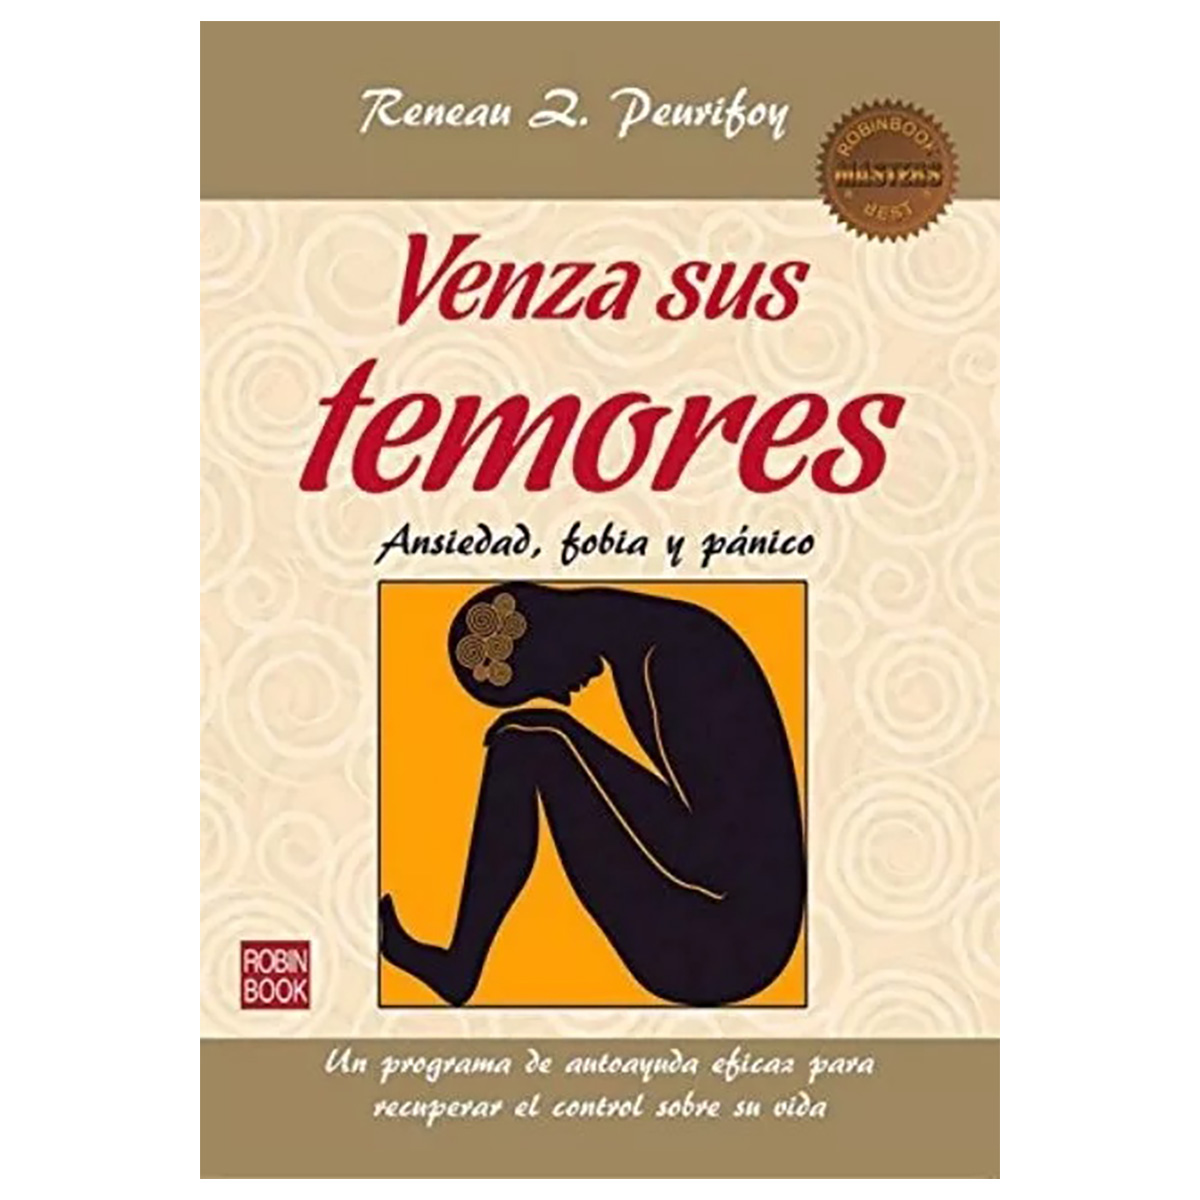 Reneau Z. Peurifoy
ROBINBOOK
MASTERS
BEST
Venza sus
temores
Ansiedad, fobia y pánico
ROBIN
BOOK
Un programa de autoayuda eficaz para
recuperar el control sobre su vida